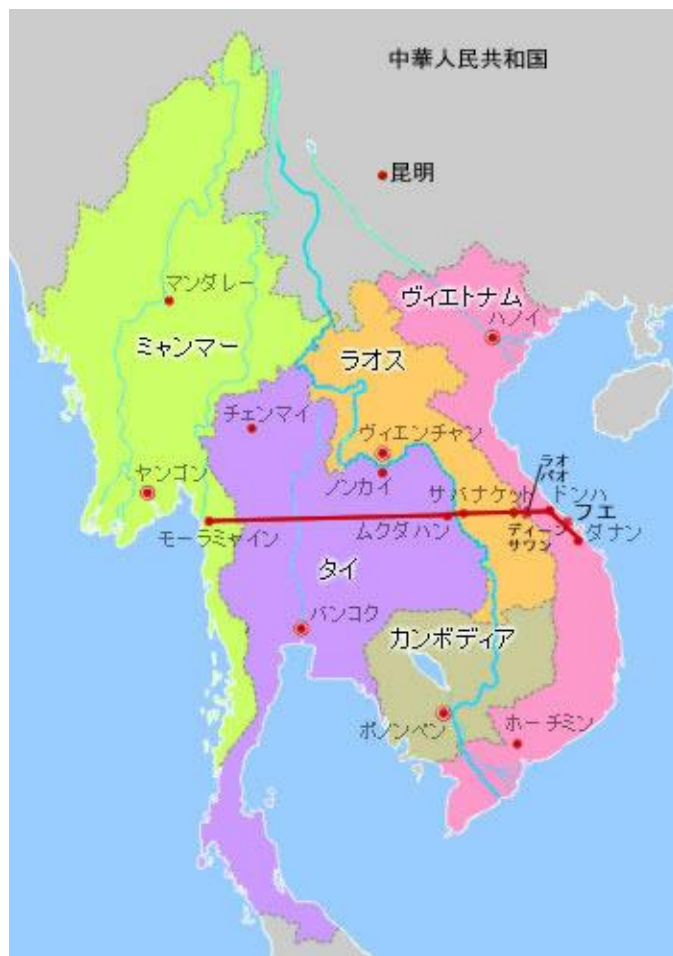 中華人民共和国
昆明
ヴィエトナム
マンダレー
ハノイ
ミャンマー
ラオス
チェンマイ
ヴィエンチャン
ヤンゴン
ノンカイ
ラオ
バオ
サバナケット
ドンハ
フエ
モーラミャイン
ムクダハン
ディーン
サワン
ダナン
タイ
バンコク
カンボディア
ポノンペン
ホーチミン